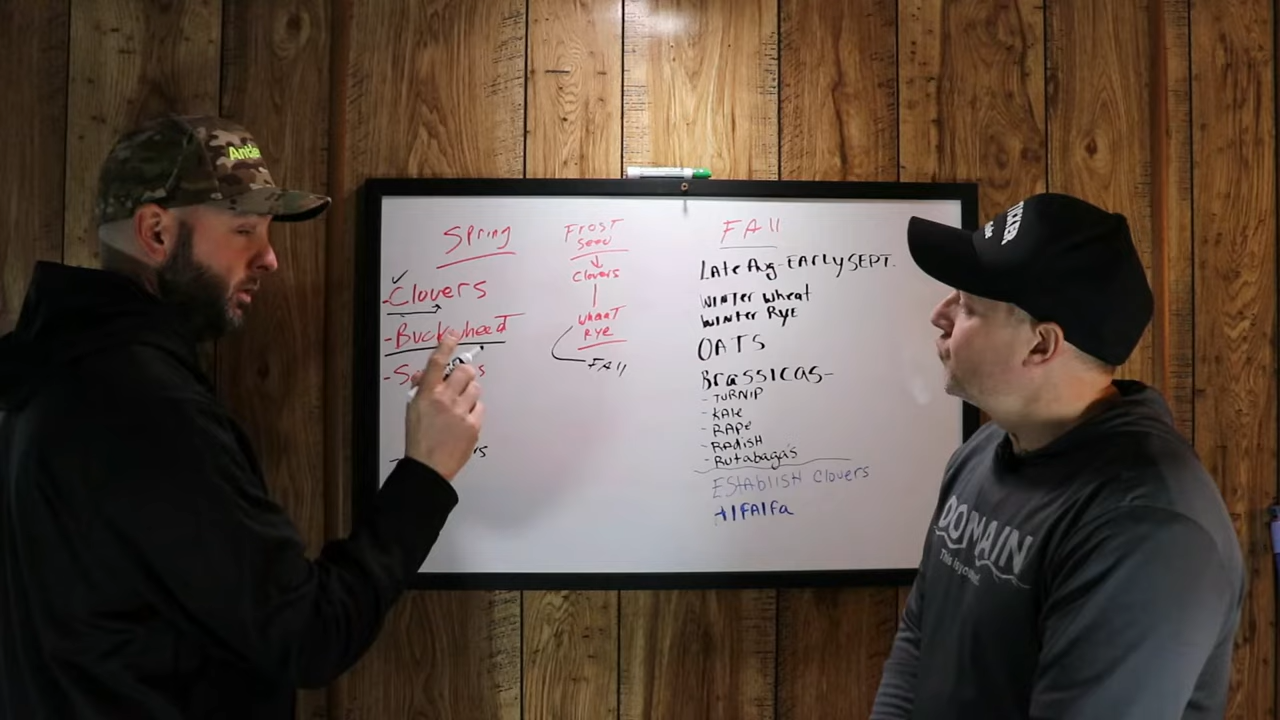 Spring
-Clovers
-Buckwheat
FROST
Seed
Clovers
wheat
Rye
FAll
FAll
Late Aug-EARly SEPT.
WINTER wheat
WINTER RYE
OATS
BrassICAS-
- TURNIP
- KAle
- RAPe
- RADisH
- Rutabagas
ESTAblISH Clovers
AlFAlFa
DOMAIN